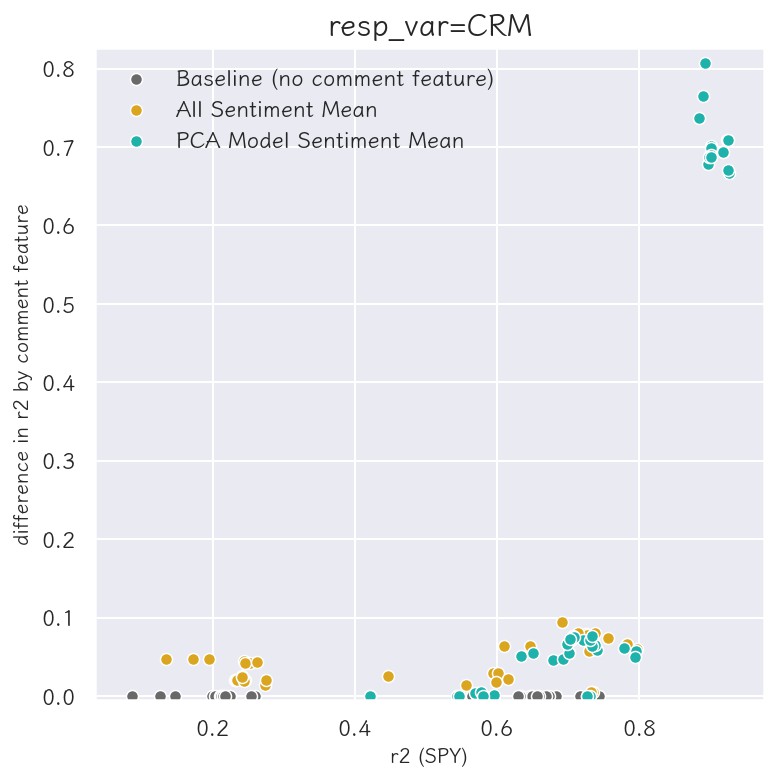 resp_var=CRM
Baseline (no comment feature)
All Sentiment Mean
PCA Model Sentiment Mean
difference in r2 by comment feature
0.8
0.7
0.6
0.5
0.4
0.3
0.2
0.1
0.0
0.2 0.4 0.6 0.8
r2 (SPY)